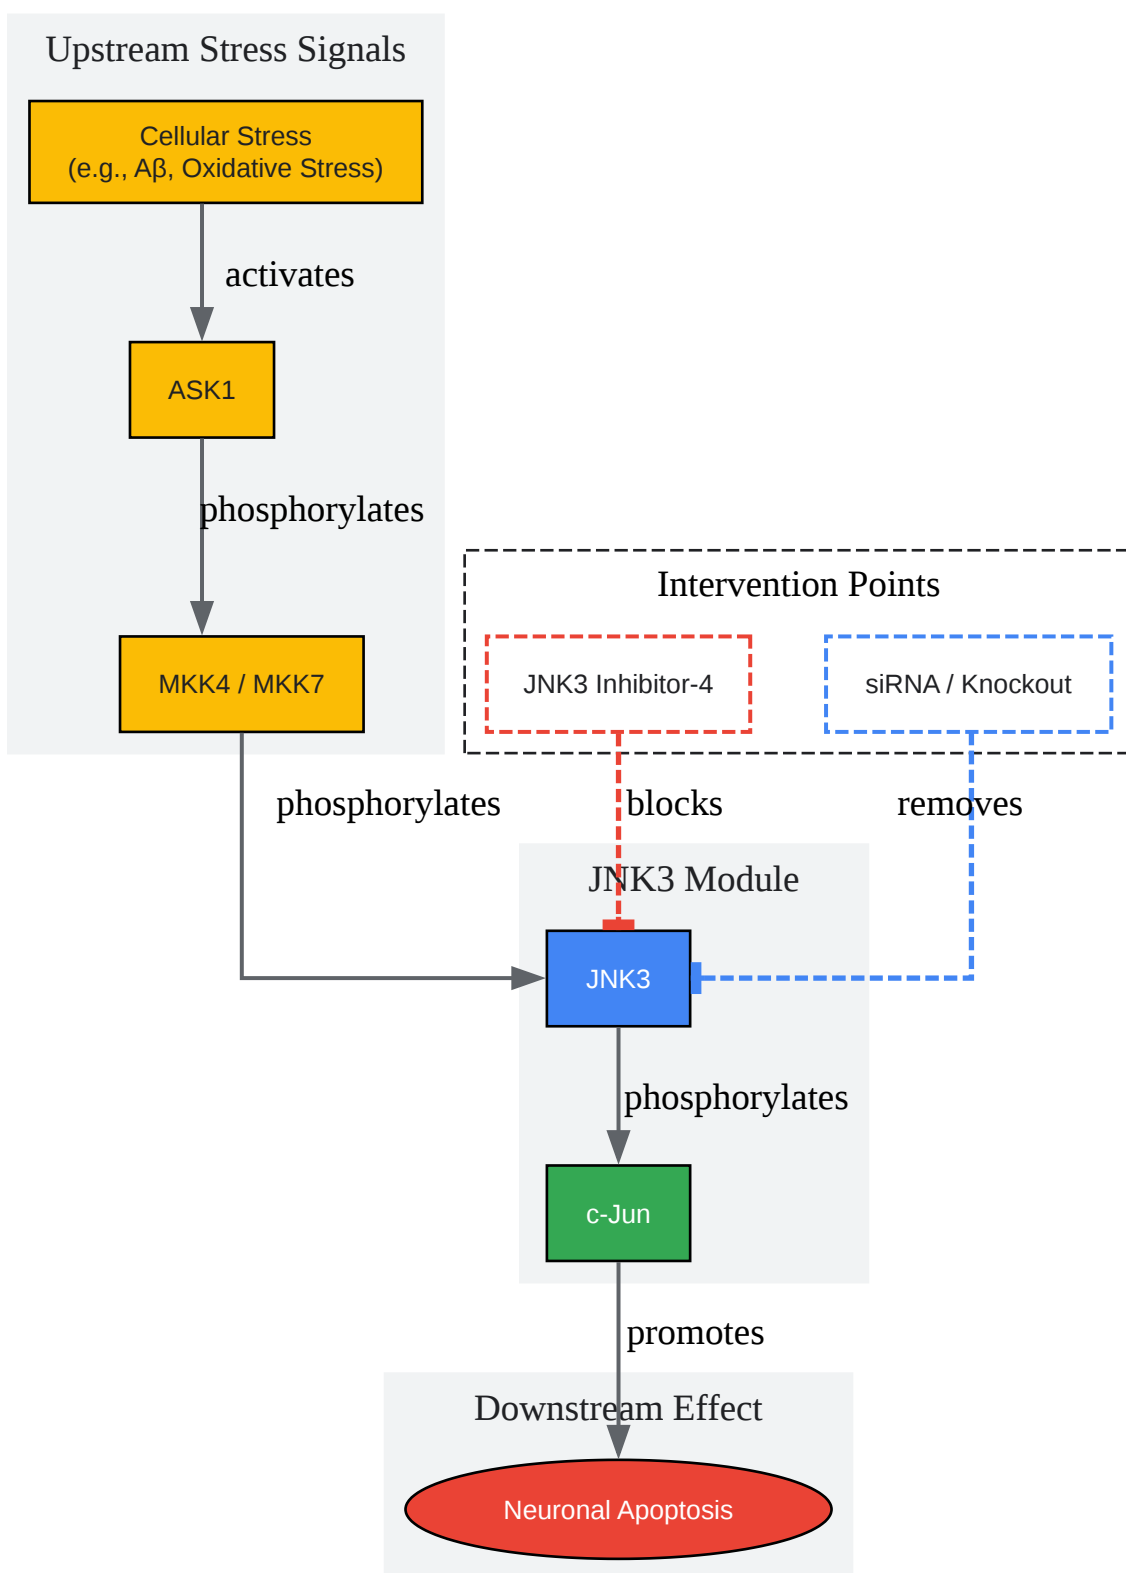 Upstream Stress Signals
Cellular Stress
(e.g., Aβ, Oxidative Stress)
activates
ASK1
phosphorylates
MKK4 / MKK7
Intervention Points
JNK3 Inhibitor-4
siRNA / Knockout
phosphorylates
blocks
removes
JNK3 Module
JNK3
phosphorylates
c-Jun
promotes
Downstream Effect
Neuronal Apoptosis